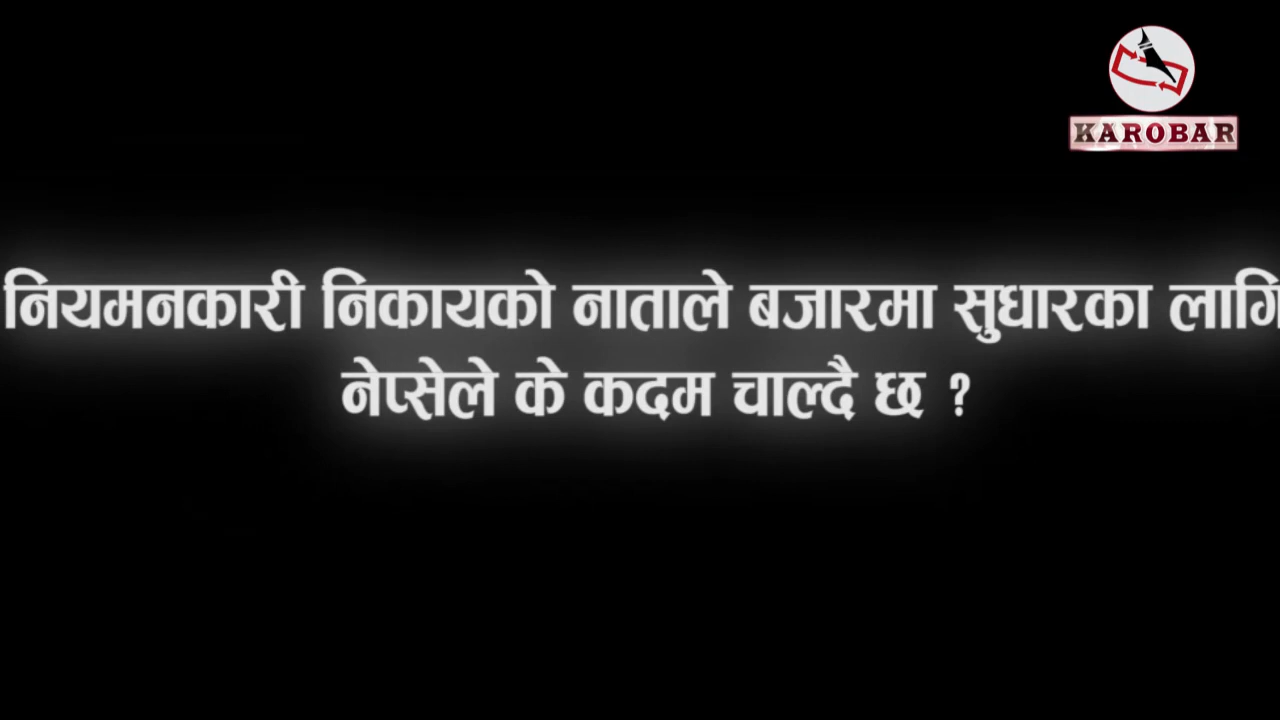 KAROBAR
नियमनकारी निकायको नाताले बजारमा सुधारका लागि
नेप्सेले के कदम चाल्दै छ ?